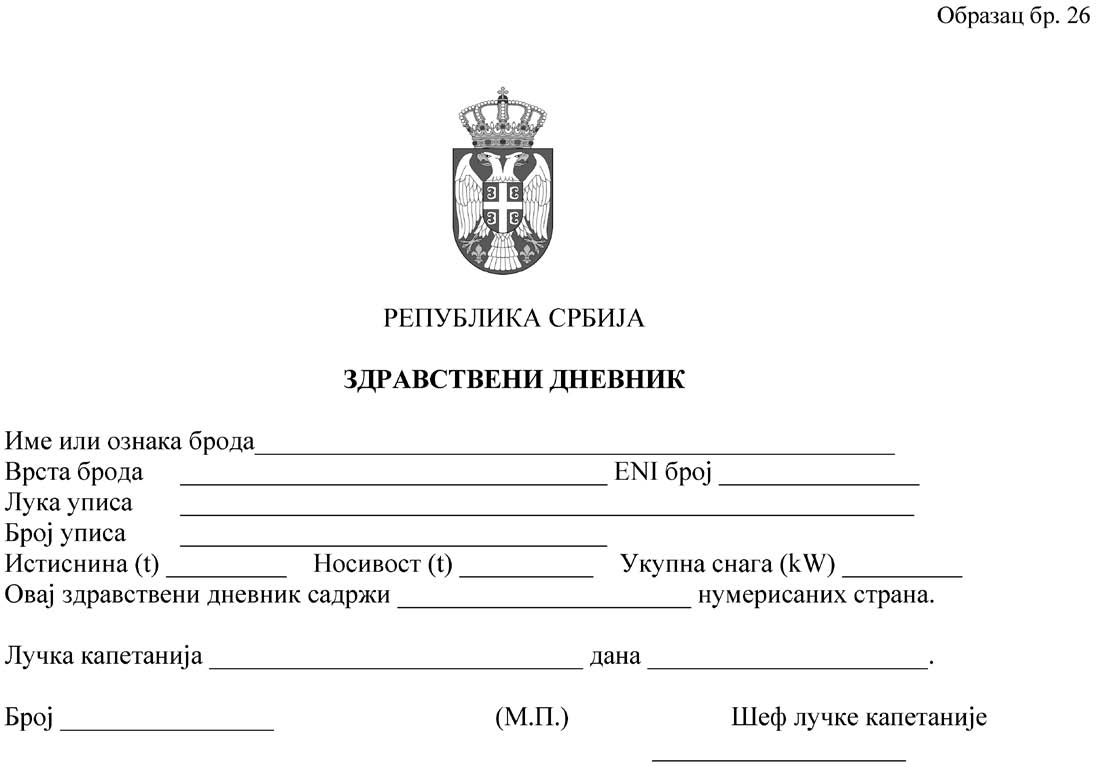 Образац бр. 26
РЕПУБЛИКА СРБИЈА
ЗДРАВСТВЕНИ ДНЕВНИК
Име или ознака брода
Врста брода ENI број
Лука уписа
Број уписа
Истиснина (t) Носивост (t) Укупна снага (kW)
Овај здравствени дневник садржи нумерисаних страна.
Лучка капетанија дана .
Број (М.П.) Шеф лучке капетаније